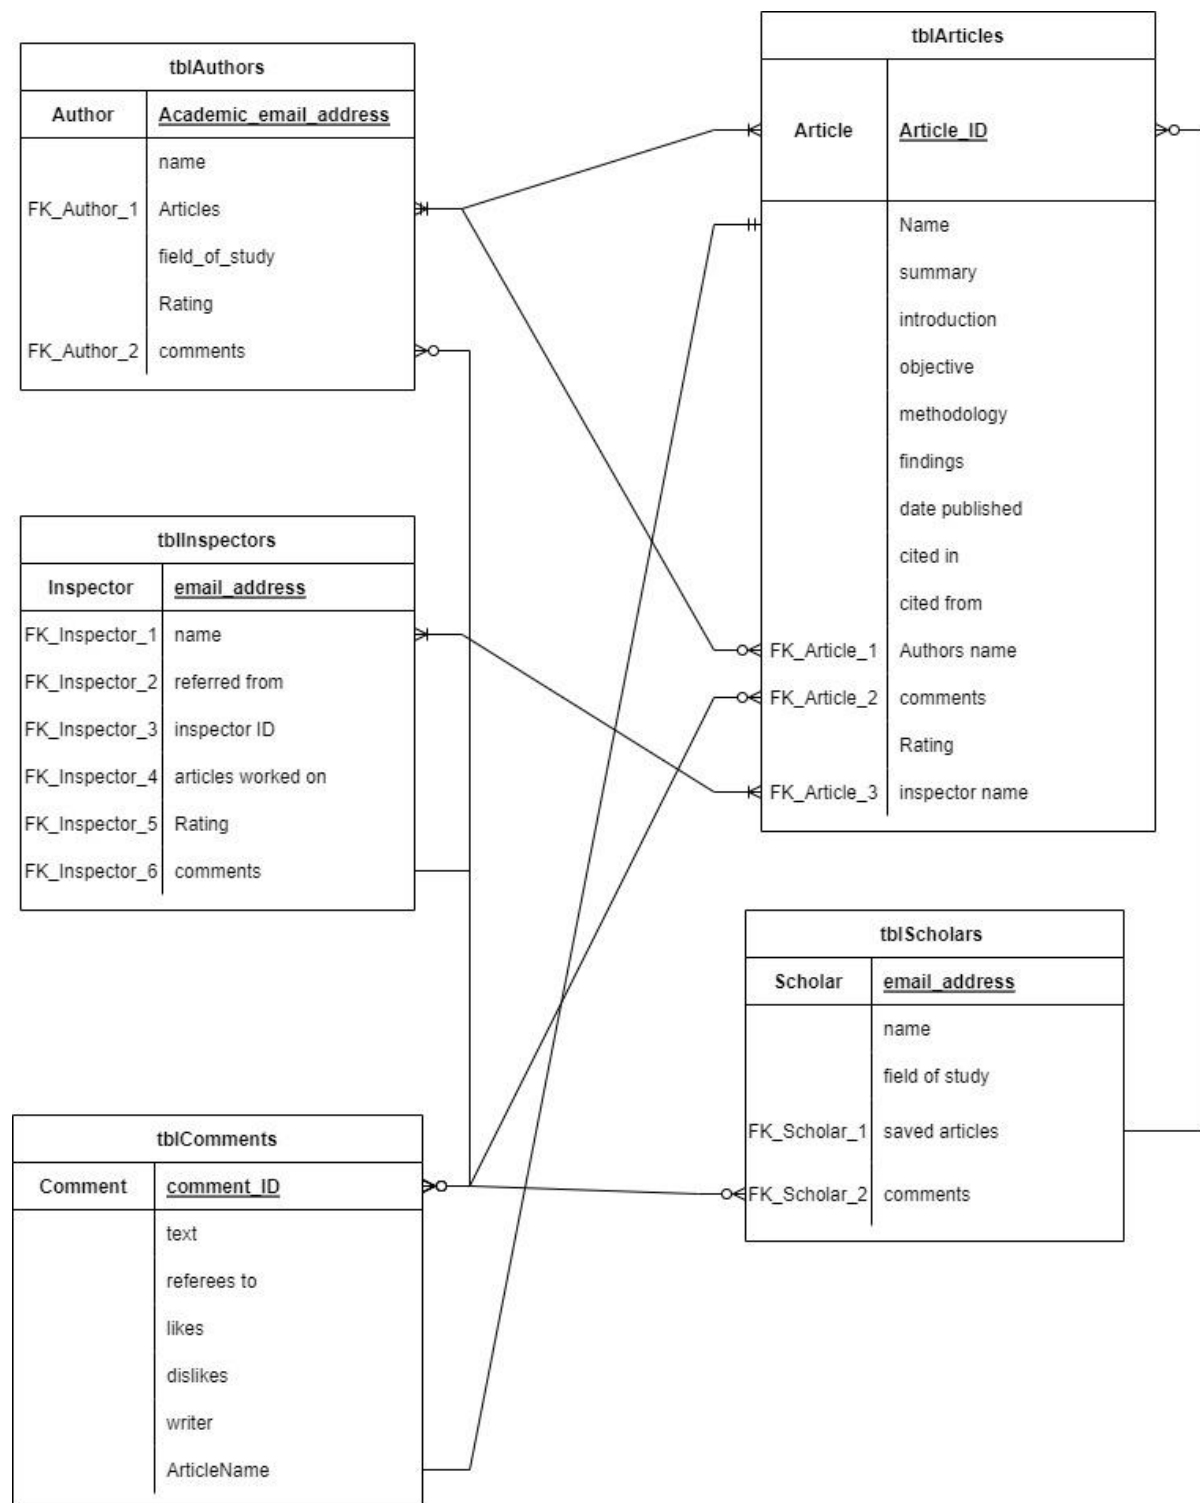 tblAuthors
Author Academic_email_address
name
FK_Author_1 Articles
field_of_study
Rating
FK_Author_2 comments
tblArticles
Article Article_ID
Name
summary
introduction
objective
methodology
findings
date published
cited in
cited from
FK_Article_1 Authors name
FK_Article_2 comments
Rating
FK_Article_3 inspector name
tblInspectors
Inspector email_address
FK_Inspector_1 name
FK_Inspector_2 referred from
FK_Inspector_3 inspector ID
FK_Inspector_4 articles worked on
FK_Inspector_5 Rating
FK_Inspector_6 comments
tblScholars
Scholar email_address
name
field of study
FK_Scholar_1 saved articles
FK_Scholar_2 comments
tblComments
Comment comment_ID
text
referees to
likes
dislikes
writer
ArticleName